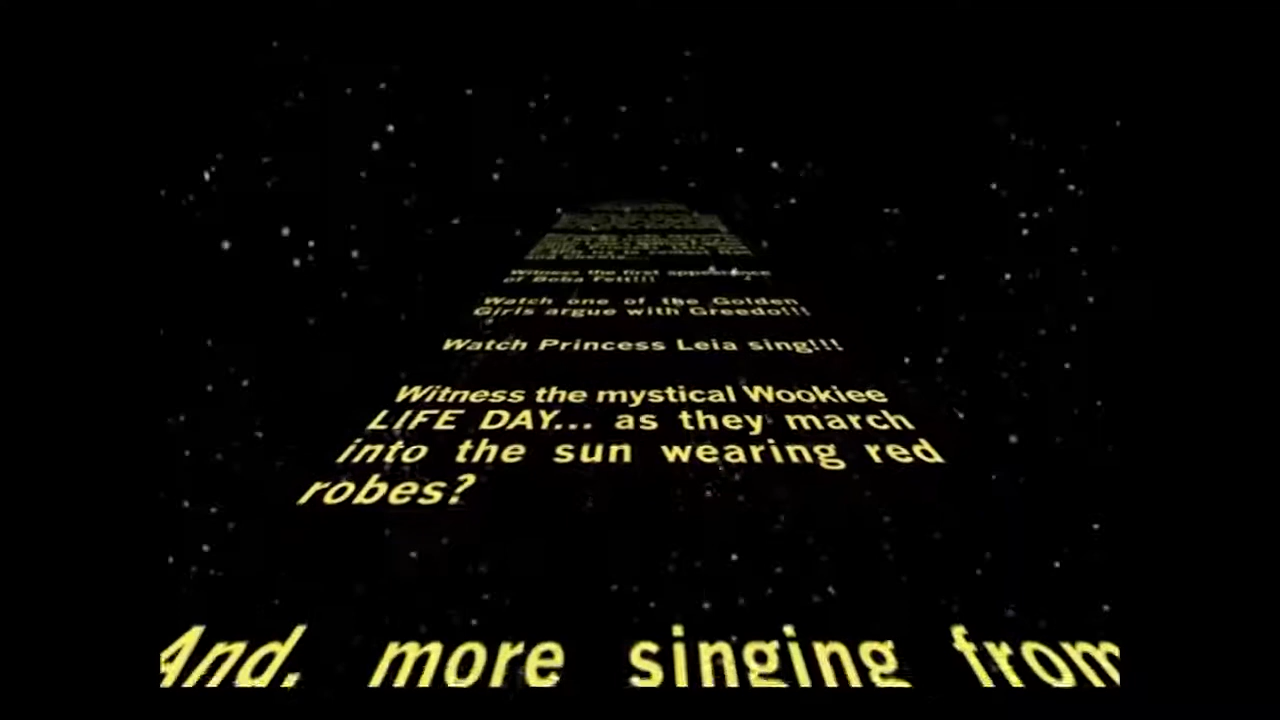 and Chewie...
Witness the first appearance
of Boba Fett!!!
Watch one of the Golden
Girls argue with Greedo!!!
Watch Princess Leia sing!!!
Witness the mystical Wookiee
LIFE DAY... as they march
into the sun wearing red
robes?
And, more singing from